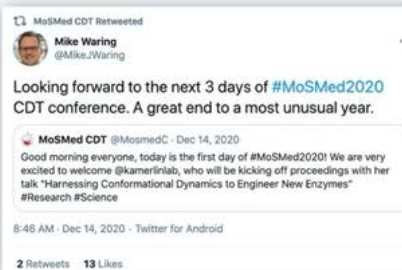 MoSMed CDT Retweeted
Mike Waring
@MikeJWaring
Looking forward to the next 3 days of #MoSMed2020
CDT conference. A great end to a most unusual year.
MoSMed CDT @MosmedC · Dec 14, 2020
Good morning everyone, today is the first day of #MoSMed2020! We are very
excited to welcome @kamerlinlab, who will be kicking off proceedings with her
talk "Harnessing Conformational Dynamics to Engineer New Enzymes"
#Research #Science
8:46 AM · Dec 14, 2020 · Twitter for Android
2 Retweets 13 Likes